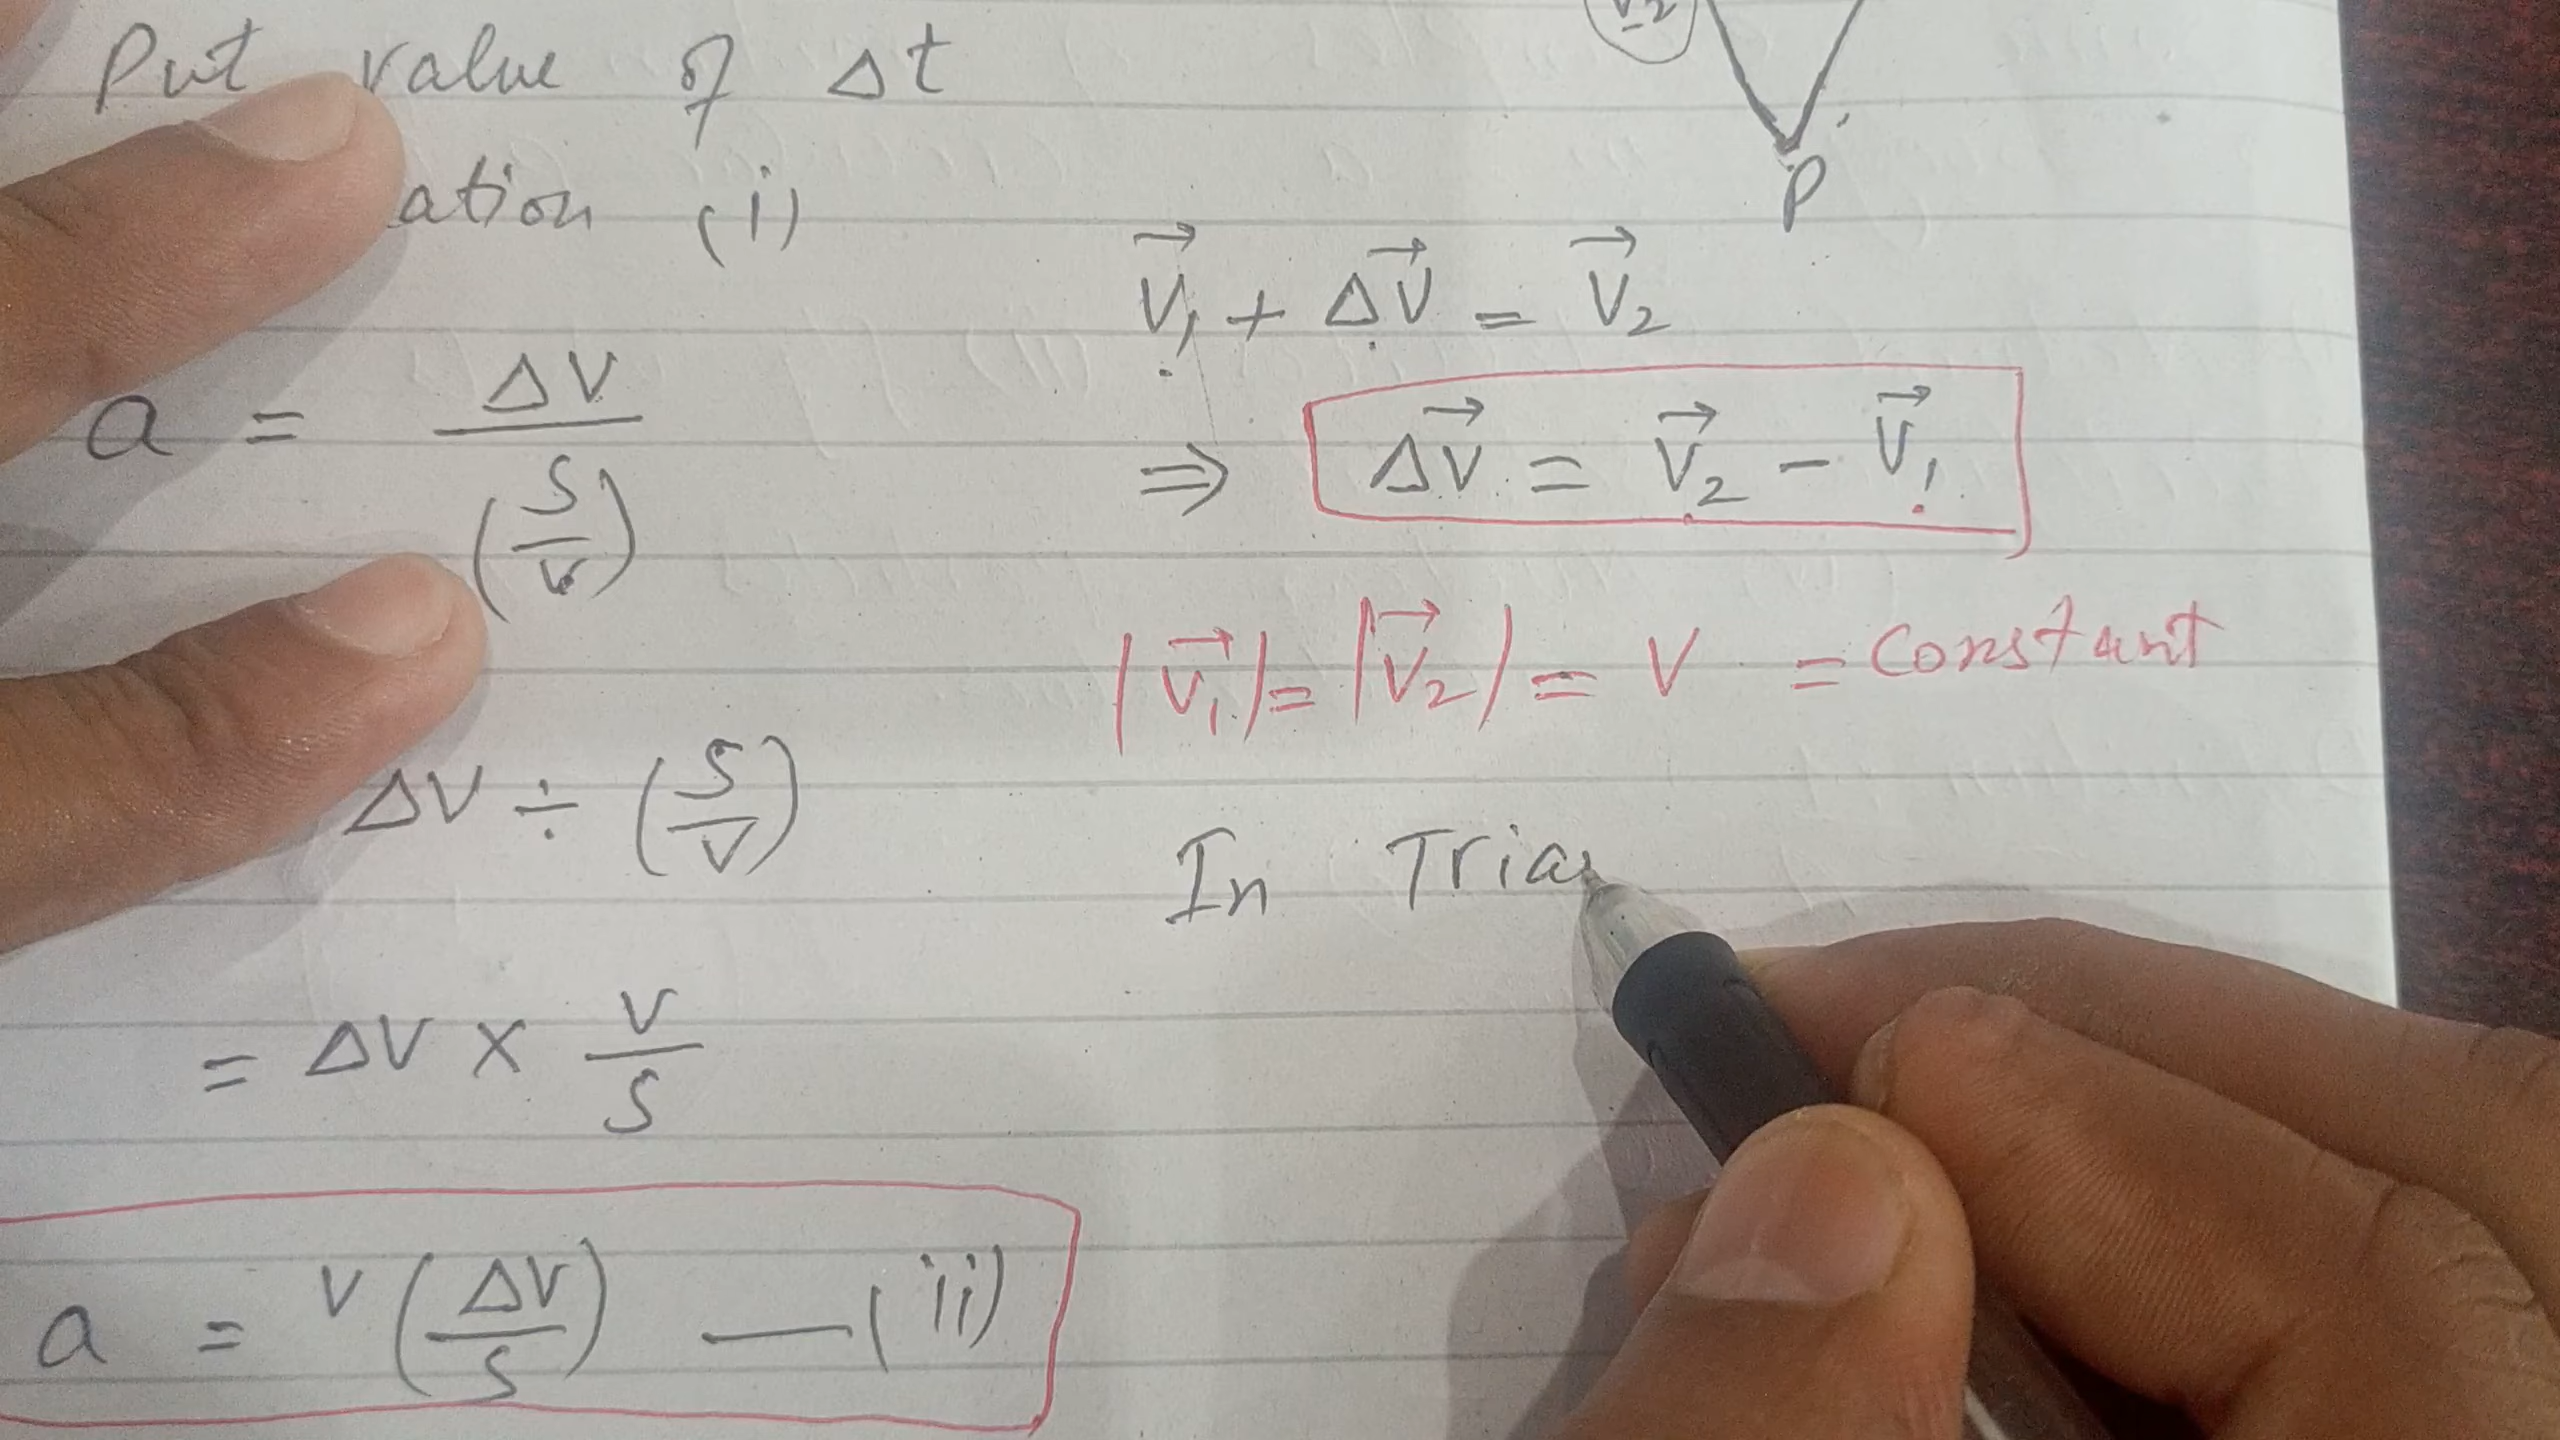 Put value of Δt
ation (i)
a = ΔV / (S/V)
ΔV ÷ (S/V)
= ΔV × V/S
a = V (ΔV/S) —(ii)
V2
P
V⃗1 + ΔV⃗ = V⃗2
⇒ ΔV⃗ = V⃗2 - V⃗1
|V⃗1| = |V⃗2| = V = Constant
In Tria